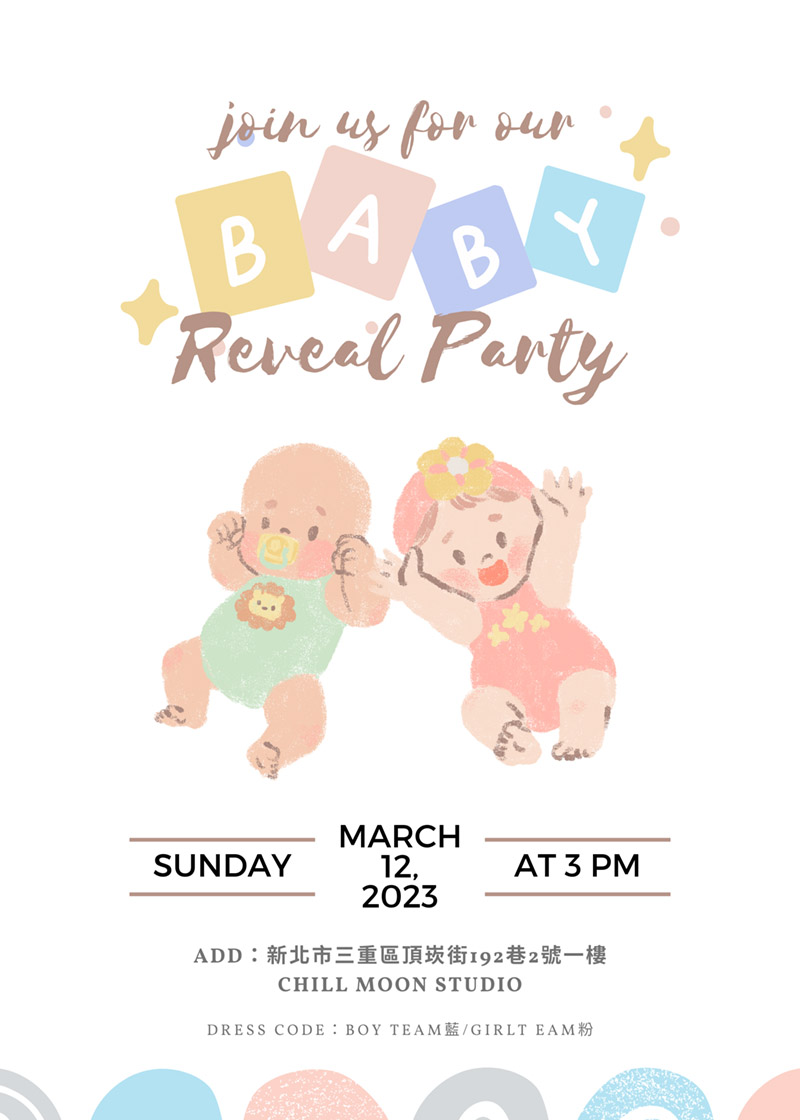 join us for our
BABY
Reveal Party
SUNDAY
MARCH
12,
2023
AT 3 PM
ADD：新北市三重區頂崁街192巷2號一樓
CHILL MOON STUDIO
DRESS CODE：BOY TEAM藍/GIRLT EAM粉